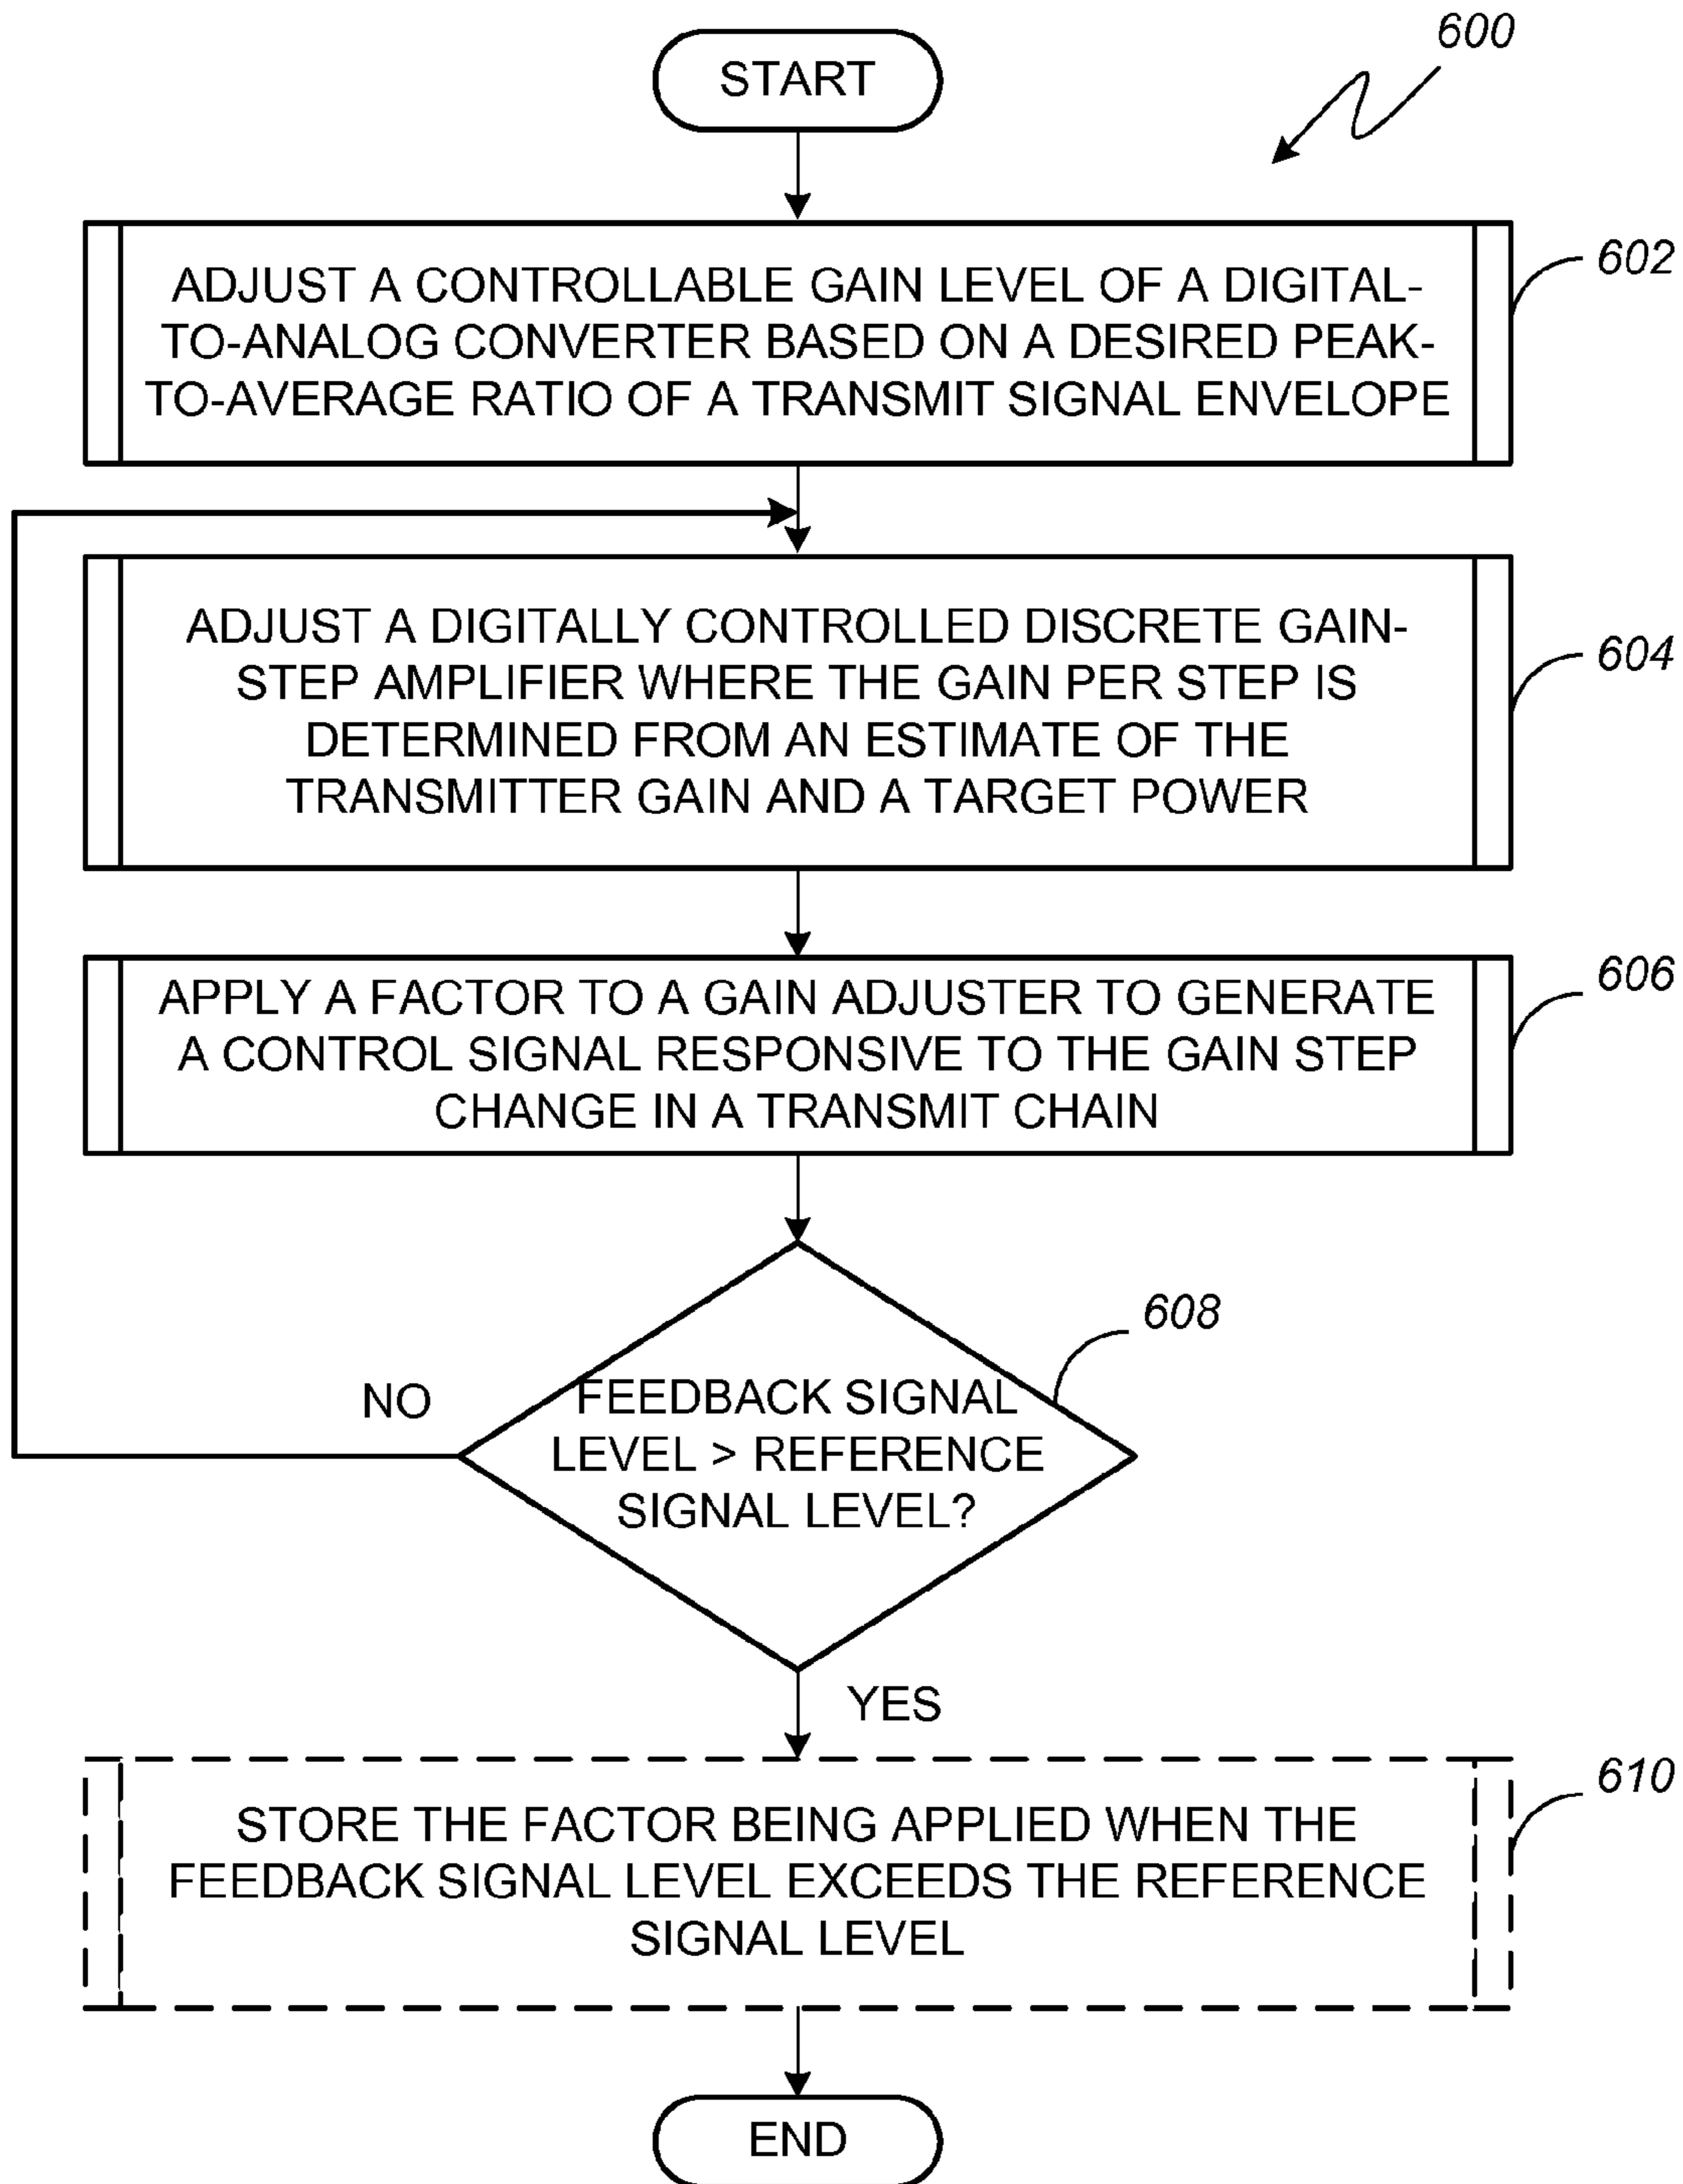 600
START
602
ADJUST A CONTROLLABLE GAIN LEVEL OF A DIGITAL-
TO-ANALOG CONVERTER BASED ON A DESIRED PEAK-
TO-AVERAGE RATIO OF A TRANSMIT SIGNAL ENVELOPE
604
ADJUST A DIGITALLY CONTROLLED DISCRETE GAIN-
STEP AMPLIFIER WHERE THE GAIN PER STEP IS
DETERMINED FROM AN ESTIMATE OF THE
TRANSMITTER GAIN AND A TARGET POWER
606
APPLY A FACTOR TO A GAIN ADJUSTER TO GENERATE
A CONTROL SIGNAL RESPONSIVE TO THE GAIN STEP
CHANGE IN A TRANSMIT CHAIN
608
NO
FEEDBACK SIGNAL
LEVEL > REFERENCE
SIGNAL LEVEL?
YES
610
STORE THE FACTOR BEING APPLIED WHEN THE
FEEDBACK SIGNAL LEVEL EXCEEDS THE REFERENCE
SIGNAL LEVEL
END